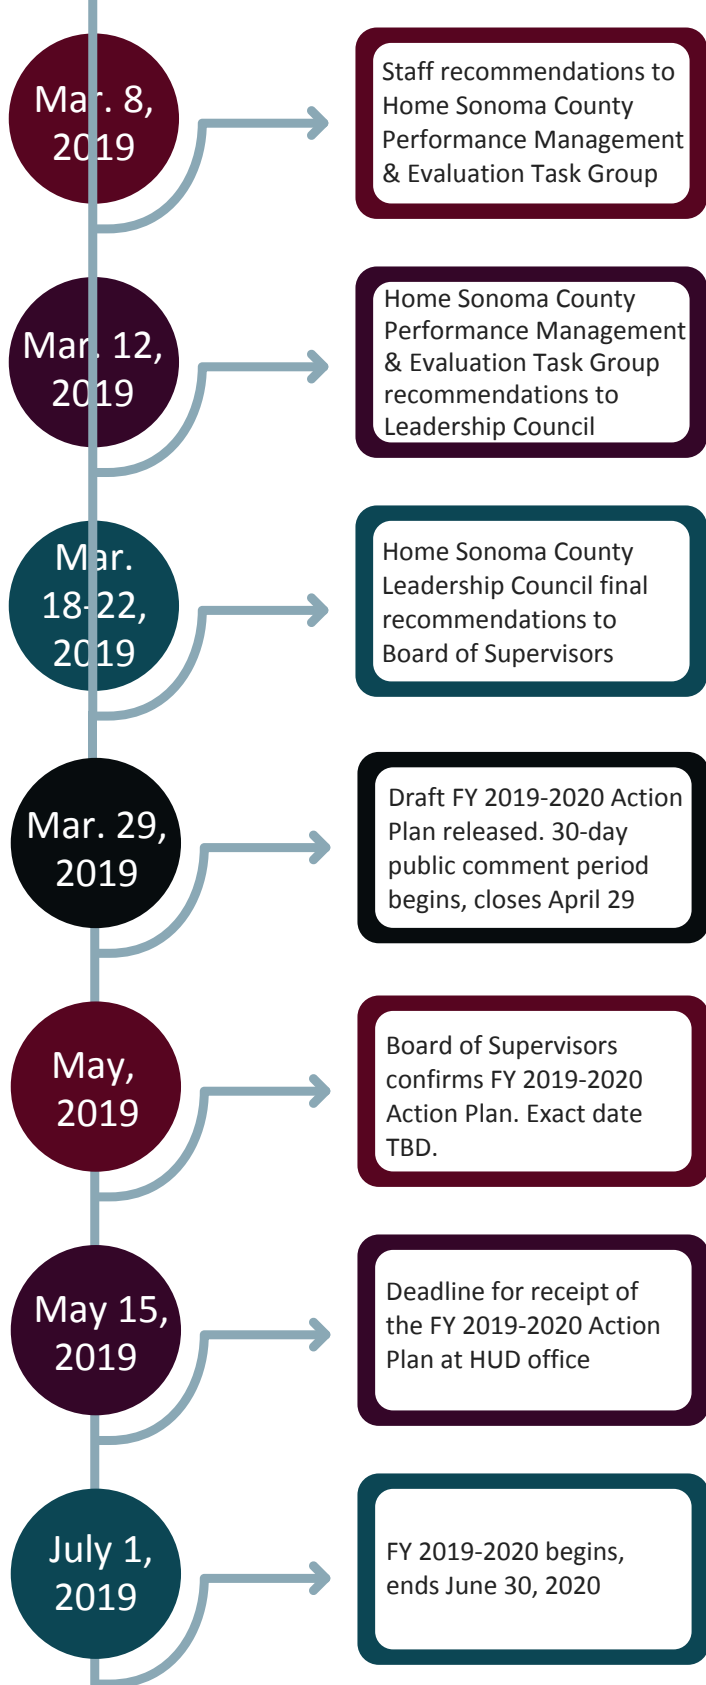 Mar. 8,
2019
Staff recommendations to
Home Sonoma County
Performance Management
& Evaluation Task Group
Mar. 12,
2019
Home Sonoma County
Performance Management
& Evaluation Task Group
recommendations to
Leadership Council
Mar.
18-22,
2019
Home Sonoma County
Leadership Council final
recommendations to
Board of Supervisors
Mar. 29,
2019
Draft FY 2019-2020 Action
Plan released. 30-day
public comment period
begins, closes April 29
May,
2019
Board of Supervisors
confirms FY 2019-2020
Action Plan. Exact date
TBD.
May 15,
2019
Deadline for receipt of
the FY 2019-2020 Action
Plan at HUD office
July 1,
2019
FY 2019-2020 begins,
ends June 30, 2020